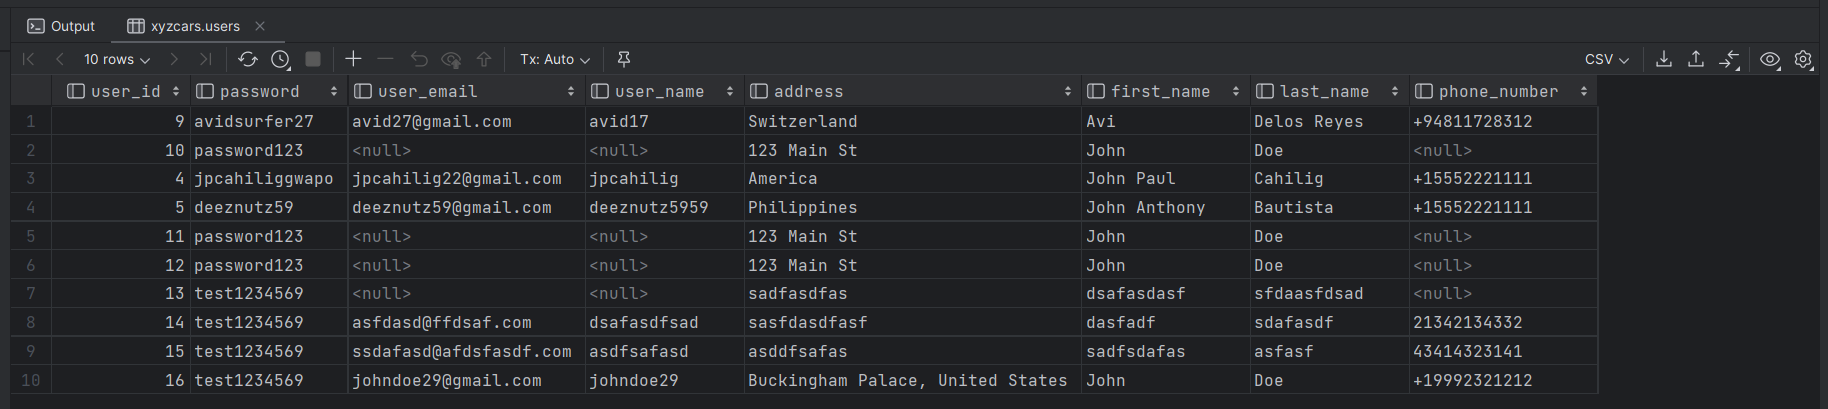 Output xyzcars.users
10 rows Tx: Auto CSV
user_id password user_email user_name address first_name last_name phone_number
1 9 avidsurfer27 avid27@gmail.com avid17 Switzerland Avi Delos Reyes +94811728312
2 10 password123 <null> <null> 123 Main St John Doe <null>
3 4 jpcahiliggwapo jpcahilig22@gmail.com jpcahilig America John Paul Cahilig +15552221111
4 5 deeznutz59 deeznutz59@gmail.com deeznutz5959 Philippines John Anthony Bautista +15552221111
5 11 password123 <null> <null> 123 Main St John Doe <null>
6 12 password123 <null> <null> 123 Main St John Doe <null>
7 13 test1234569 <null> <null> sadfasdfas dsafasdasf sfdaasfdsad <null>
8 14 test1234569 asfdasd@ffdsaf.com dsafasdfsad sasfdasdfasf dasfadf sdafasdf 21342134332
9 15 test1234569 ssdafasd@afdsfasdf.com asdfsafasd asddfsafas sadfsdafas asfasf 43414323141
10 16 test1234569 johndoe29@gmail.com johndoe29 Buckingham Palace, United States John Doe +19992321212